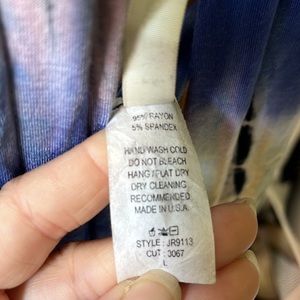 95% RAYON
5% SPANDEX
HAND WASH COLD
DO NOT BLEACH
HANG / FLAT DRY
DRY CLEANING
RECOMMENDED
MADE IN U.S.A.
STYLE : JR9113
CUT : 3067
L